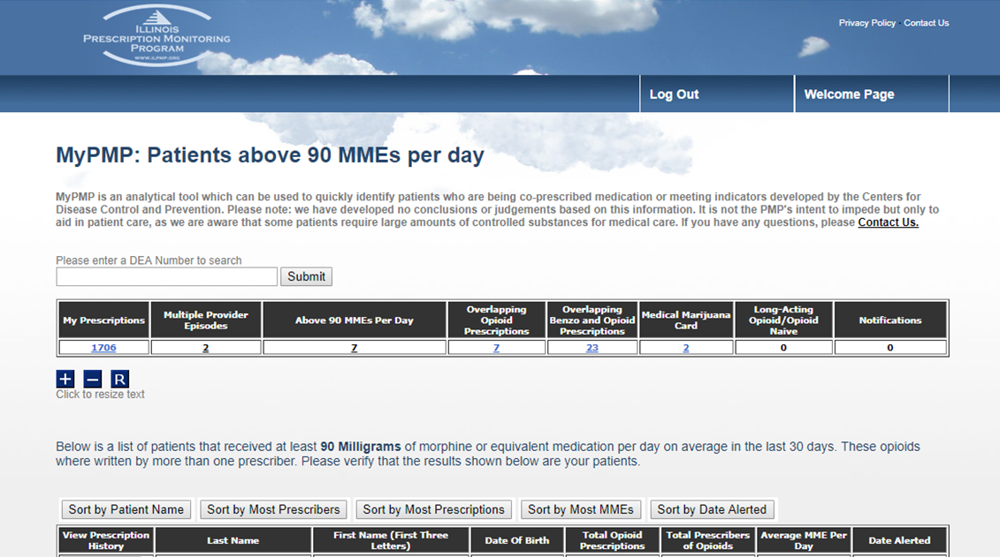 ILLINOIS
PRESCRIPTION MONITORING
PROGRAM
WWW.ILPMP.ORG
Privacy Policy · Contact Us
Log Out
Welcome Page
MyPMP: Patients above 90 MMEs per day
MyPMP is an analytical tool which can be used to quickly identify patients who are being co-prescribed medication or meeting indicators developed by the Centers for
Disease Control and Prevention. Please note: we have developed no conclusions or judgements based on this information. It is not the PMP's intent to impede but only to
aid in patient care, as we are aware that some patients require large amounts of controlled substances for medical care. If you have any questions, please Contact Us.
Please enter a DEA Number to search
Submit
My Prescriptions
Multiple Provider
Episodes
Above 90 MMEs Per Day
Overlapping
Opioid
Prescriptions
Overlapping
Benzo and Opioid
Prescriptions
Medical Marijuana
Card
Long-Acting
Opioid/Opioid
Naive
Notifications
1706 2 7 7 23 2 0 0
+ − R
Click to resize text
Below is a list of patients that received at least 90 Milligrams of morphine or equivalent medication per day on average in the last 30 days. These opioids
where written by more than one prescriber. Please verify that the results shown below are your patients.
Sort by Patient Name Sort by Most Prescribers Sort by Most Prescriptions Sort by Most MMEs Sort by Date Alerted
View Prescription
History
Last Name
First Name (First Three
Letters)
Date Of Birth
Total Opioid
Prescriptions
Total Prescribers
of Opioids
Average MME Per
Day
Date Alerted